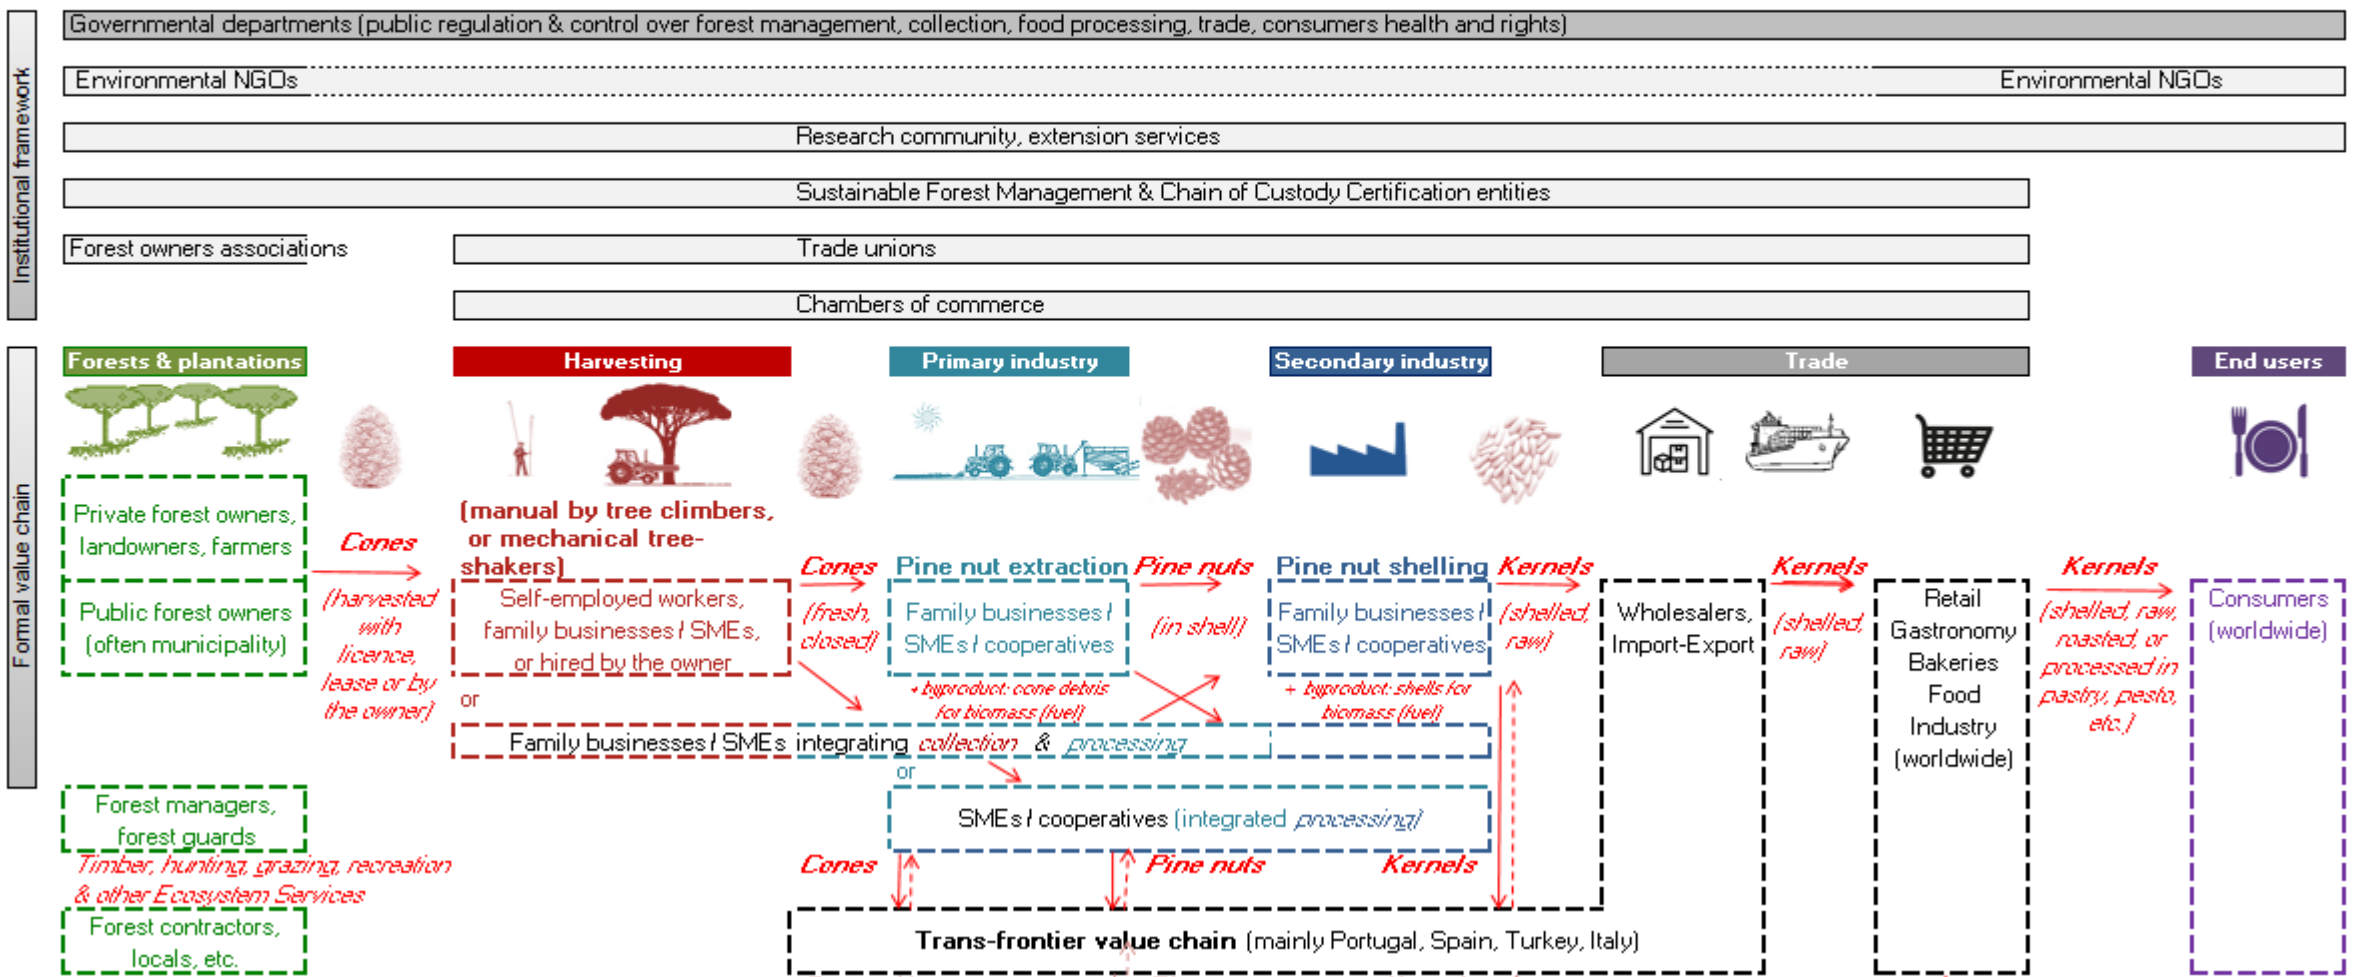 Institutional framework
Governmental departments (public regulation & control over forest management, collection, food processing, trade, consumers health and rights)
Environmental NGOs
Environmental NGOs
Research community, extension services
Sustainable Forest Management & Chain of Custody Certification entities
Forest owners associations
Trade unions
Chambers of commerce
Formal value chain
Forests & plantations
Harvesting
Primary industry
Secondary industry
Trade
End users
Private forest owners,
landowners, farmers
Public forest owners
(often municipality)
Cones
(harvested
with
licence,
lease or by
the owner)
(manual by tree climbers,
or mechanical tree-
shakers)
Self-employed workers,
family businesses / SMEs,
or hired by the owner
or
Cones
(fresh,
closed)
Pine nut extraction
Family businesses /
SMEs / cooperatives
+ byproduct: cone debris
for biomass (fuel)
Pine nuts
(in shell)
Pine nut shelling
Family businesses /
SMEs / cooperatives
+ byproduct: shells for
biomass (fuel)
Kernels
(shelled,
raw)
Wholesalers,
Import-Export
Kernels
(shelled,
raw)
Retail
Gastronomy
Bakeries
Food
Industry
(worldwide)
Kernels
(shelled, raw,
roasted, or
processed in
pastry, pesto,
etc.)
Consumers
(worldwide)
Family businesses / SMEs integrating collection & processing
or
SMEs / cooperatives (integrated processing)
Forest managers,
forest guards
Timber, hunting, grazing, recreation
& other Ecosystem Services
Forest contractors,
locals, etc.
Cones
Pine nuts
Kernels
Trans-frontier value chain (mainly Portugal, Spain, Turkey, Italy)